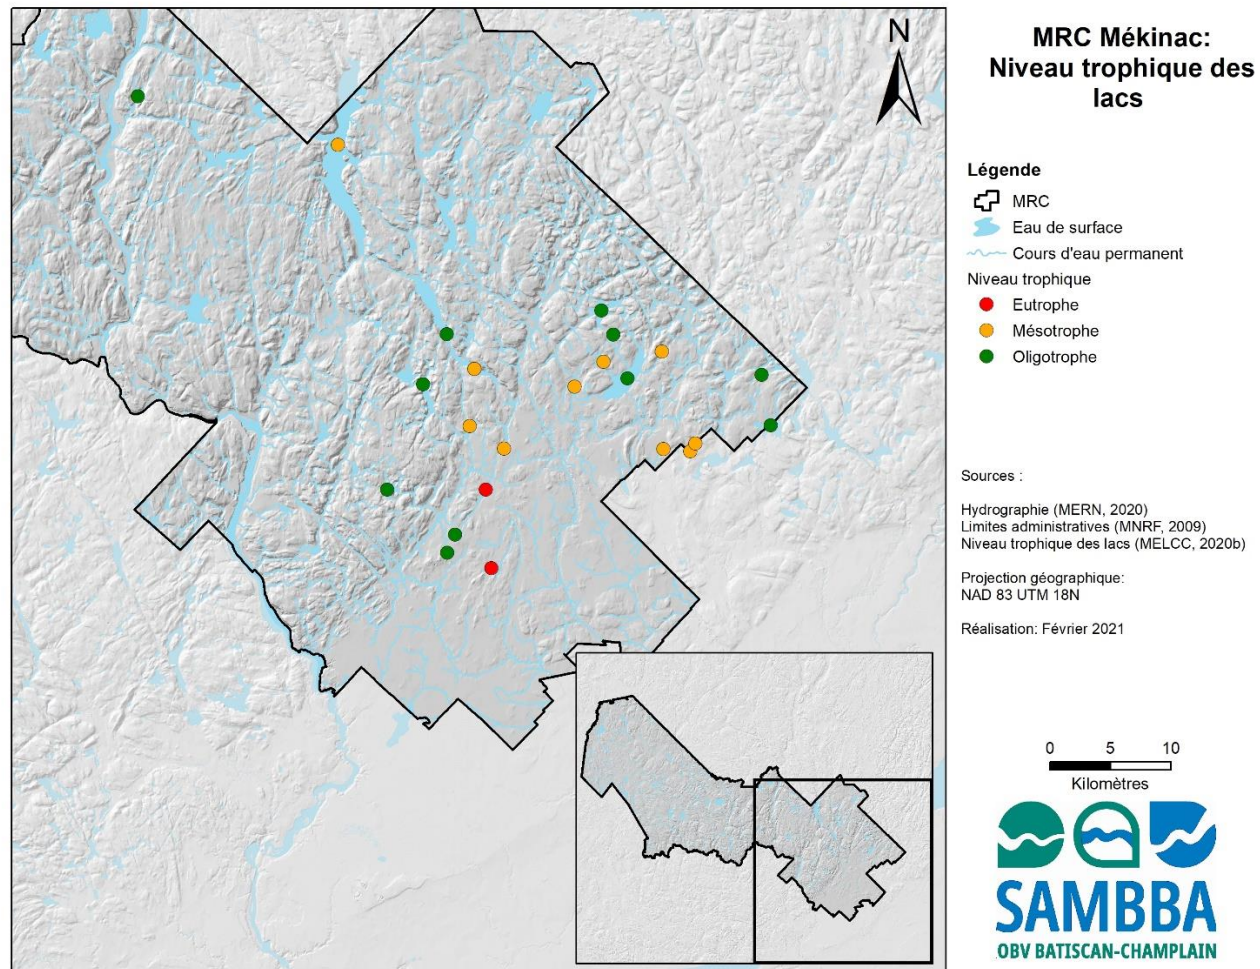 N
MRC Mékinac:
Niveau trophique des
lacs
Légende
MRC
Eau de surface
Cours d'eau permanent
Niveau trophique
Eutrophe
Mésotrophe
Oligotrophe
Sources :
Hydrographie (MERN, 2020)
Limites administratives (MNRF, 2009)
Niveau trophique des lacs (MELCC, 2020b)
Projection géographique:
NAD 83 UTM 18N
Réalisation: Février 2021
0 5 10
Kilomètres
SAMBBA
OBV BATISCAN-CHAMPLAIN